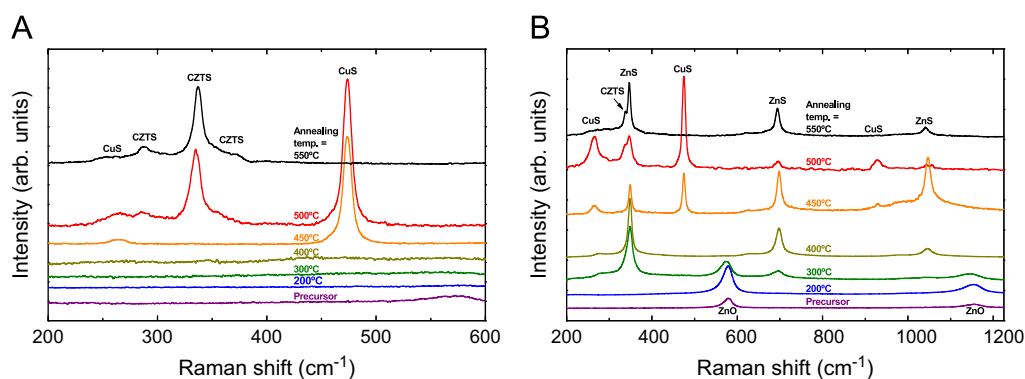 A
Intensity (arb. units)
CuS
CZTS
CZTS
CZTS
CuS
Annealing
temp. =
550ºC
500ºC
450ºC
400ºC
300ºC
200ºC
Precursor
200 300 400 500 600
Raman shift (cm-1)
B
Intensity (arb. units)
CuS
CZTS
ZnS
CuS
ZnS
Annealing
temp. =
550ºC
CuS
ZnS
500ºC
450ºC
400ºC
300ºC
200ºC
Precursor
ZnO
ZnO
200 400 600 800 1000 1200
Raman shift (cm-1)